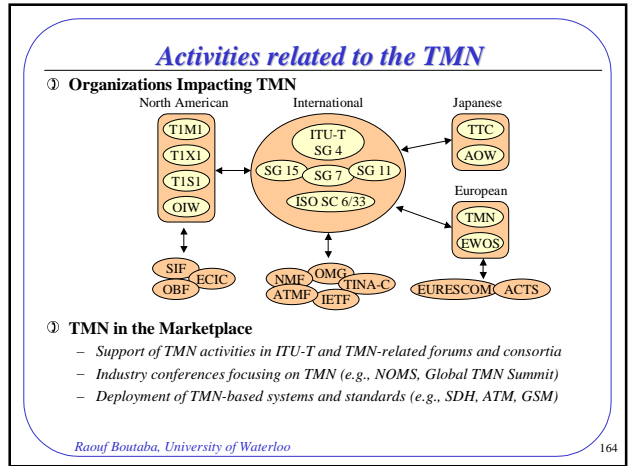 Activities related to the TMN
Organizations Impacting TMN
North American
International
Japanese
T1M1
T1X1
T1S1
OIW
ITU-T
SG 4
SG 15
SG 7
SG 11
ISO SC 6/33
TTC
AOW
European
TMN
EWOS
SIF
ECIC
OBF
NMF
OMG
TINA-C
ATMF
IETF
EURESCOM
ACTS
TMN in the Marketplace
– Support of TMN activities in ITU-T and TMN-related forums and consortia
– Industry conferences focusing on TMN (e.g., NOMS, Global TMN Summit)
– Deployment of TMN-based systems and standards (e.g., SDH, ATM, GSM)
Raouf Boutaba, University of Waterloo
164